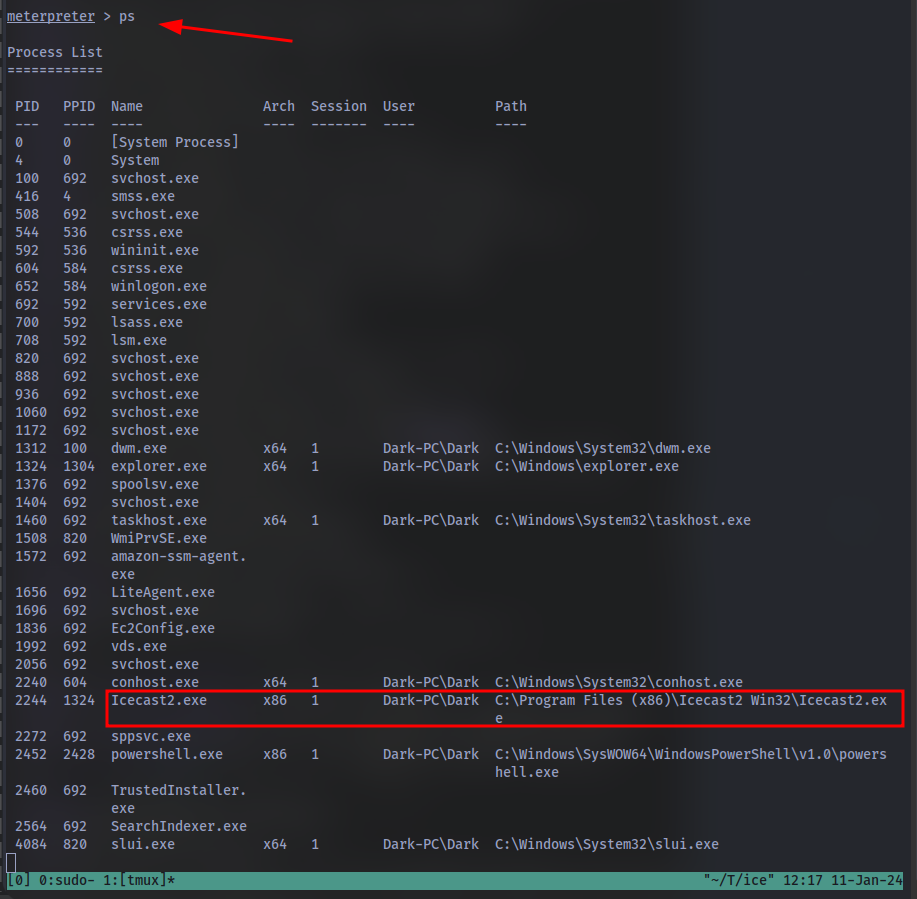 meterpreter > ps
Process List
============
PID PPID Name Arch Session User Path
--- ---- ---- ---- ------- ---- ----
0 0 [System Process]
4 0 System
100 692 svchost.exe
416 4 smss.exe
508 692 svchost.exe
544 536 csrss.exe
592 536 wininit.exe
604 584 csrss.exe
652 584 winlogon.exe
692 592 services.exe
700 592 lsass.exe
708 592 lsm.exe
820 692 svchost.exe
888 692 svchost.exe
936 692 svchost.exe
1060 692 svchost.exe
1172 692 svchost.exe
1312 100 dwm.exe x64 1 Dark-PC\Dark C:\Windows\System32\dwm.exe
1324 1304 explorer.exe x64 1 Dark-PC\Dark C:\Windows\explorer.exe
1376 692 spoolsv.exe
1404 692 svchost.exe
1460 692 taskhost.exe x64 1 Dark-PC\Dark C:\Windows\System32\taskhost.exe
1508 820 WmiPrvSE.exe
1572 692 amazon-ssm-agent.
exe
1656 692 LiteAgent.exe
1696 692 svchost.exe
1836 692 Ec2Config.exe
1992 692 vds.exe
2056 692 svchost.exe
2240 604 conhost.exe x64 1 Dark-PC\Dark C:\Windows\System32\conhost.exe
2244 1324 Icecast2.exe x86 1 Dark-PC\Dark C:\Program Files (x86)\Icecast2 Win32\Icecast2.ex
e
2272 692 sppsvc.exe
2452 2428 powershell.exe x86 1 Dark-PC\Dark C:\Windows\SysWOW64\WindowsPowerShell\v1.0\powers
hell.exe
2460 692 TrustedInstaller.
exe
2564 692 SearchIndexer.exe
4084 820 slui.exe x64 1 Dark-PC\Dark C:\Windows\System32\slui.exe
[0] 0:sudo- 1:[tmux]* "~/T/ice" 12:17 11-Jan-24